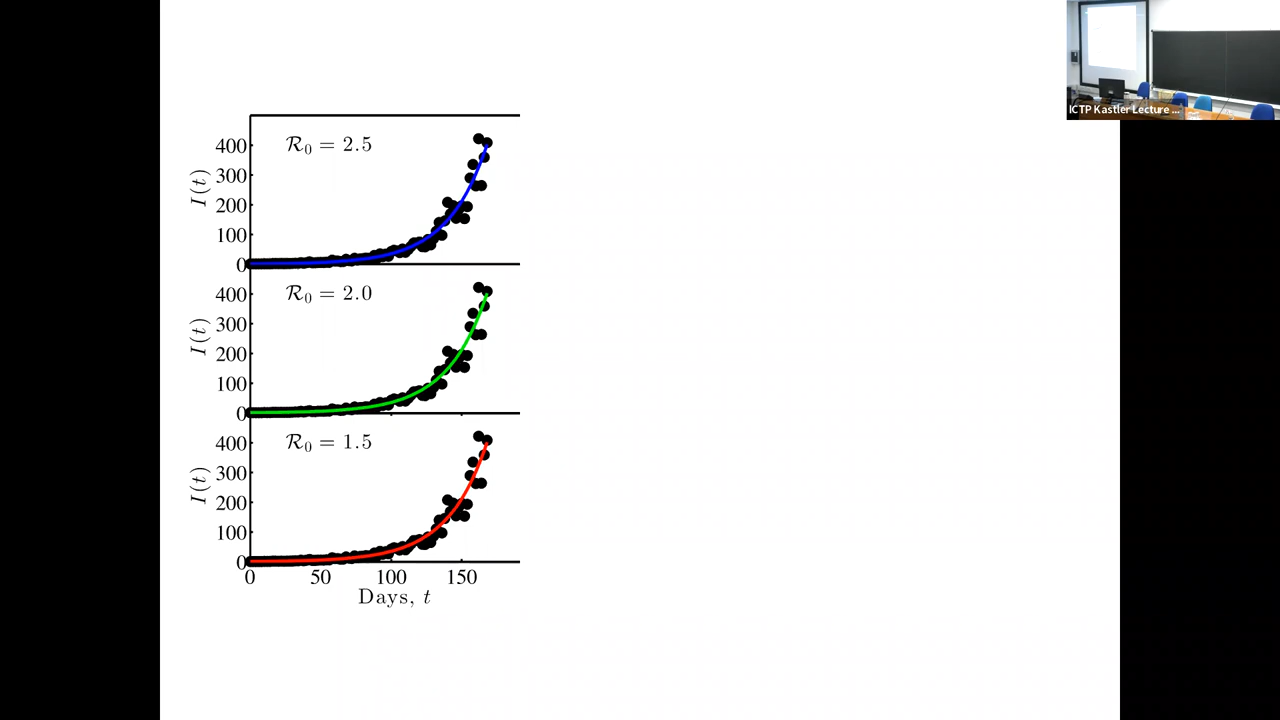 ICTP Kastler Lecture ...
R₀ = 2.5
400
300
200
100
0
I(t)
R₀ = 2.0
400
300
200
100
0
I(t)
R₀ = 1.5
400
300
200
100
0
I(t)
0 50 100 150
Days, t